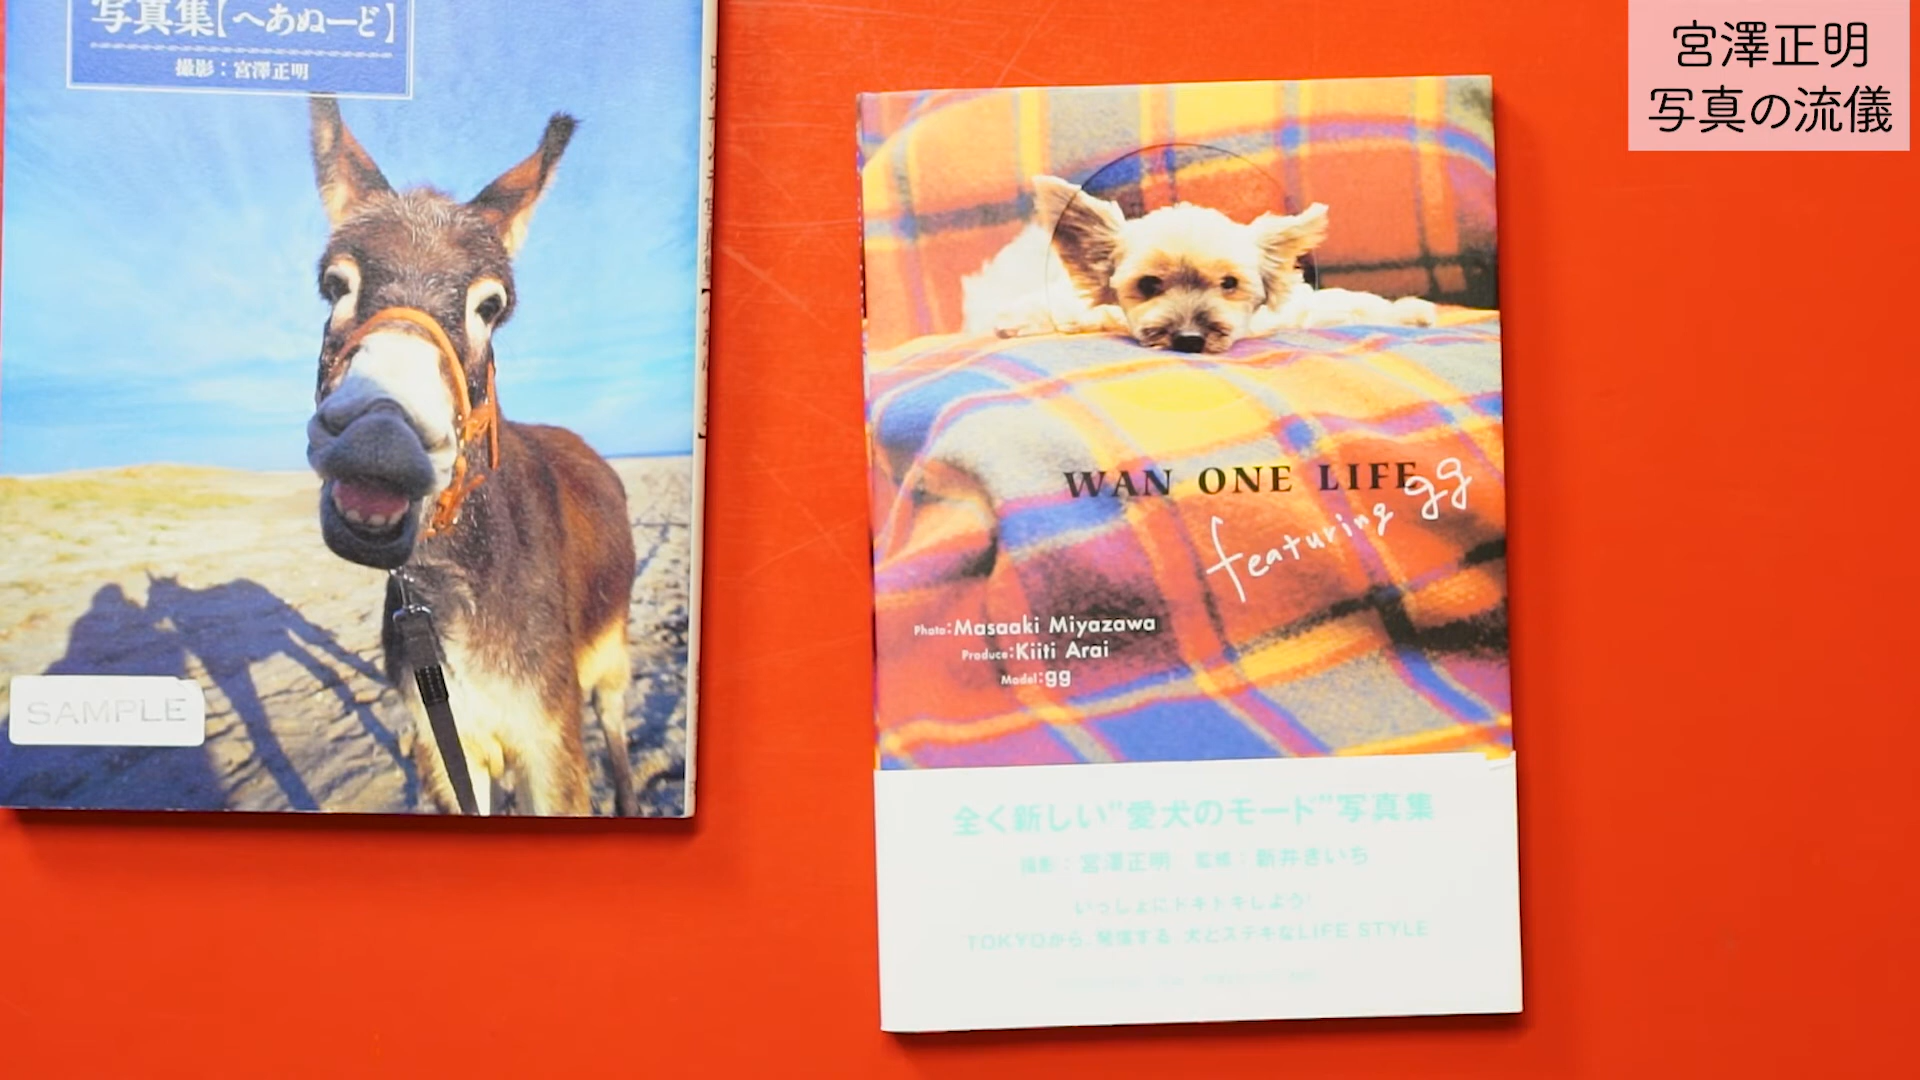 写真集【へあぬーど】
撮影：宮澤正明
SAMPLE
宮澤正明
写真の流儀
WAN ONE LIFE
featuring gg
Photo:Masaaki Miyazawa
Produce:Kiiti Arai
Model:gg
全く新しい"愛犬のモード"写真集
撮影：宮澤正明 監修：新井きいち
いっしょにドキドキしよう!
TOKYOから、発信する 犬とステキなLIFE STYLE